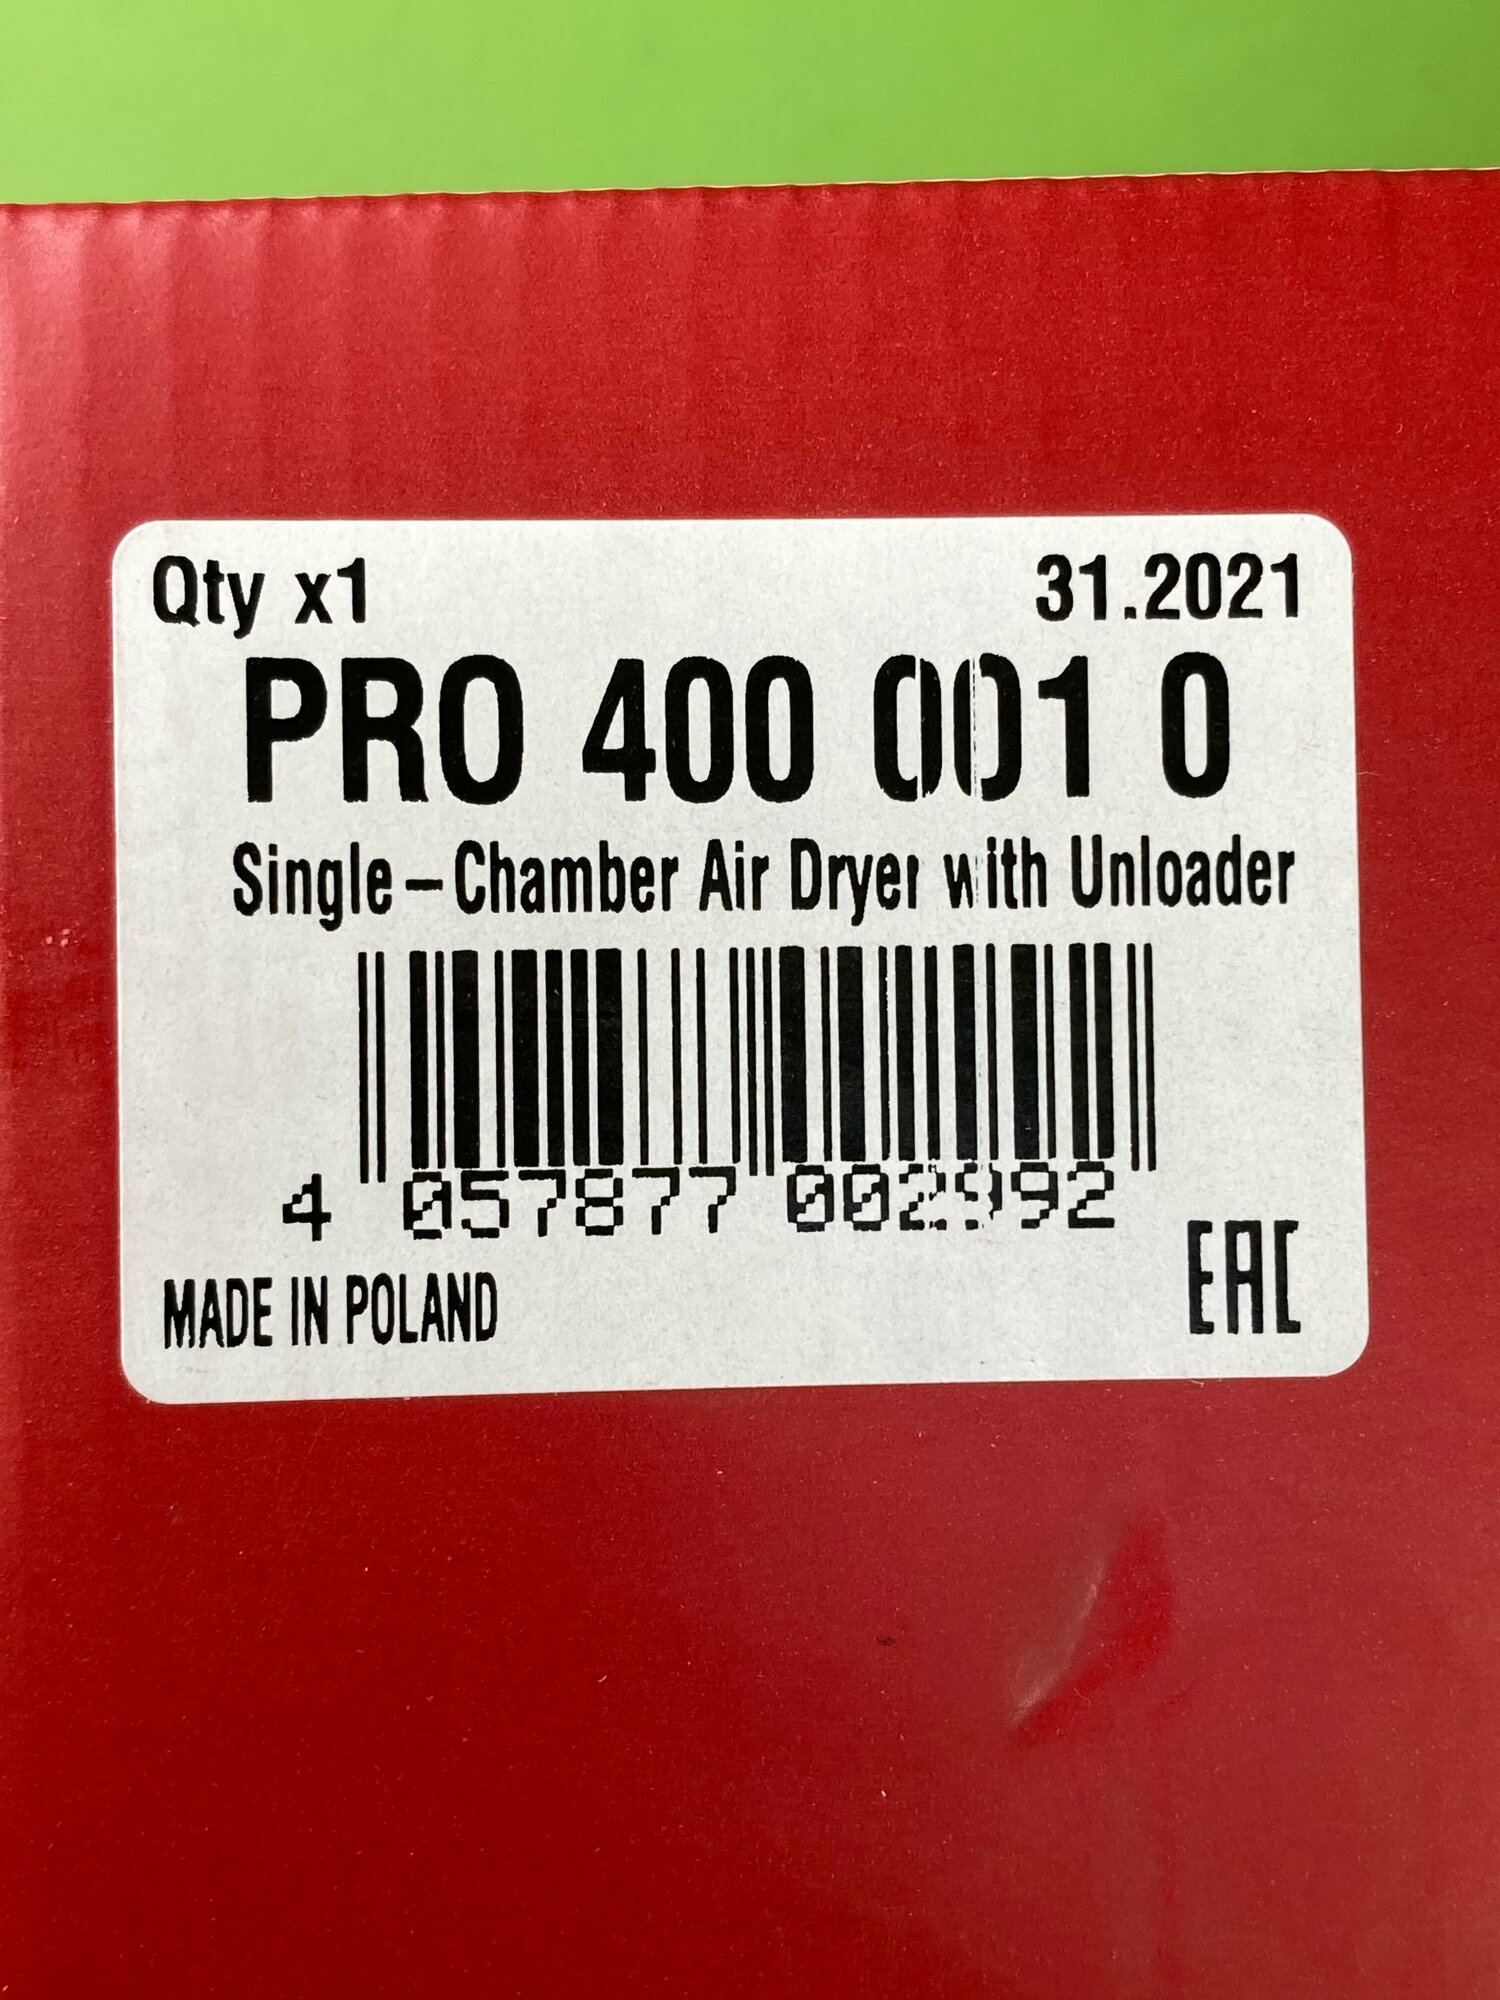 Qty x1 31.2021
PRO 400 001 0
Single-Chamber Air Dryer with Unloader
4 057877 002992
MADE IN POLAND EAC